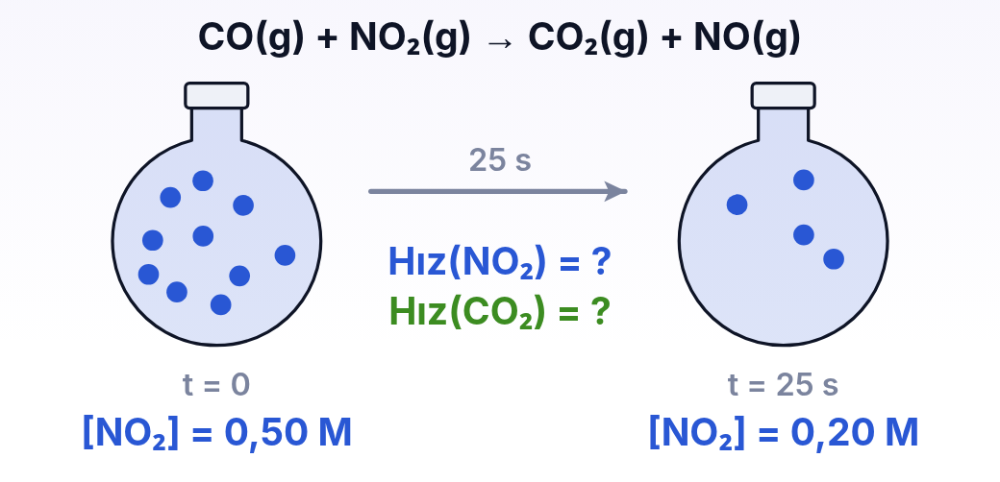 CO(g) + NO₂(g) → CO₂(g) + NO(g)
25 s
Hız(NO₂) = ?
Hız(CO₂) = ?
t = 0
[NO₂] = 0,50 M
t = 25 s
[NO₂] = 0,20 M